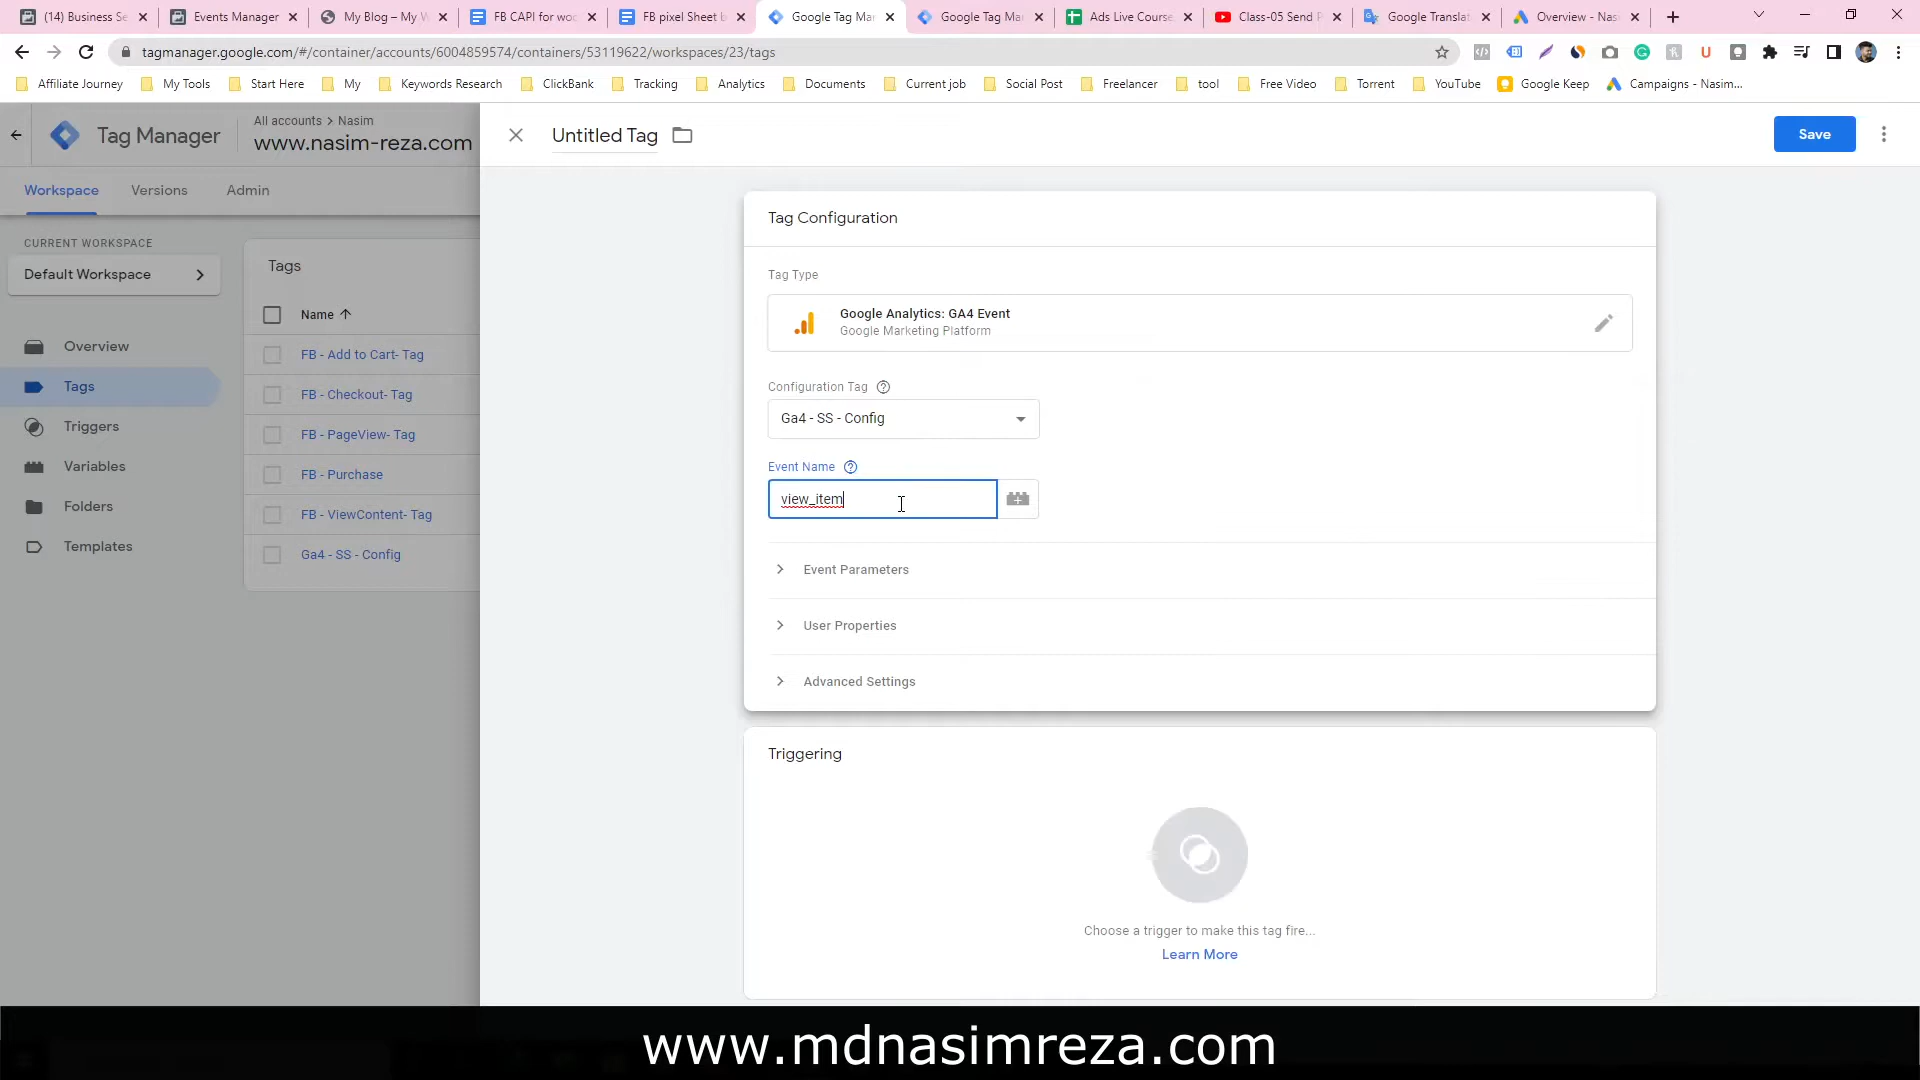 (14) Business Se
Events Manager
My Blog – My W
FB CAPI for woo
FB pixel Sheet b
Google Tag Ma
Google Tag Ma
Ads Live Course
Class-05 Send P
Google Translat
Overview - Nas
tagmanager.google.com/#/container/accounts/6004859574/containers/53119622/workspaces/23/tags
Affiliate Journey
My Tools
Start Here
My
Keywords Research
ClickBank
Tracking
Analytics
Documents
Current job
Social Post
Freelancer
tool
Free Video
Torrent
YouTube
Google Keep
Campaigns - Nasim...
Tag Manager
All accounts > Nasim
www.nasim-reza.com
Untitled Tag
Save
Workspace
Versions
Admin
CURRENT WORKSPACE
Default Workspace
Overview
Tags
Triggers
Variables
Folders
Templates
Tags
Name
FB - Add to Cart- Tag
FB - Checkout- Tag
FB - PageView- Tag
FB - Purchase
FB - ViewContent- Tag
Ga4 - SS - Config
Tag Configuration
Tag Type
Google Analytics: GA4 Event
Google Marketing Platform
Configuration Tag
Ga4 - SS - Config
Event Name
view_item
Event Parameters
User Properties
Advanced Settings
Triggering
Choose a trigger to make this tag fire...
Learn More
www.mdnasimreza.com